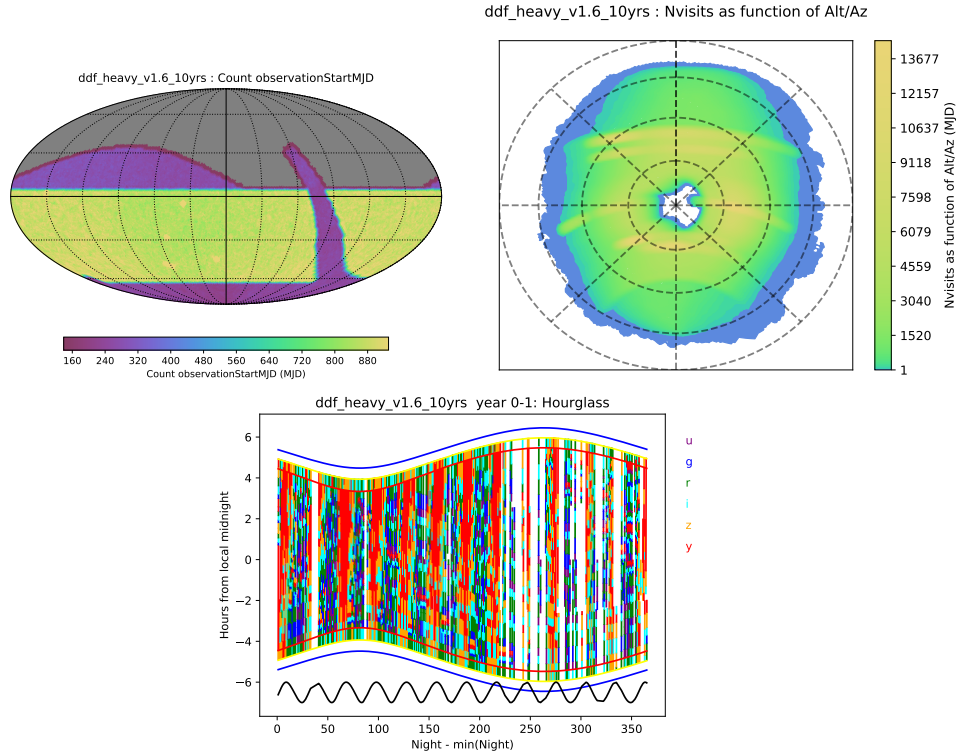 ddf_heavy_v1.6_10yrs : Nvisits as function of Alt/Az
ddf_heavy_v1.6_10yrs : Count observationStartMJD
160 240 320 400 480 560 640 720 800 880
Count observationStartMJD (MJD)
13677
12157
10637
9118
7598
6079
4559
3040
1520
1
Nvisits as function of Alt/Az (MJD)
ddf_heavy_v1.6_10yrs year 0-1: Hourglass
6
4
2
0
−2
−4
−6
Hours from local midnight
0 50 100 150 200 250 300 350
Night - min(Night)
u
g
r
i
z
y